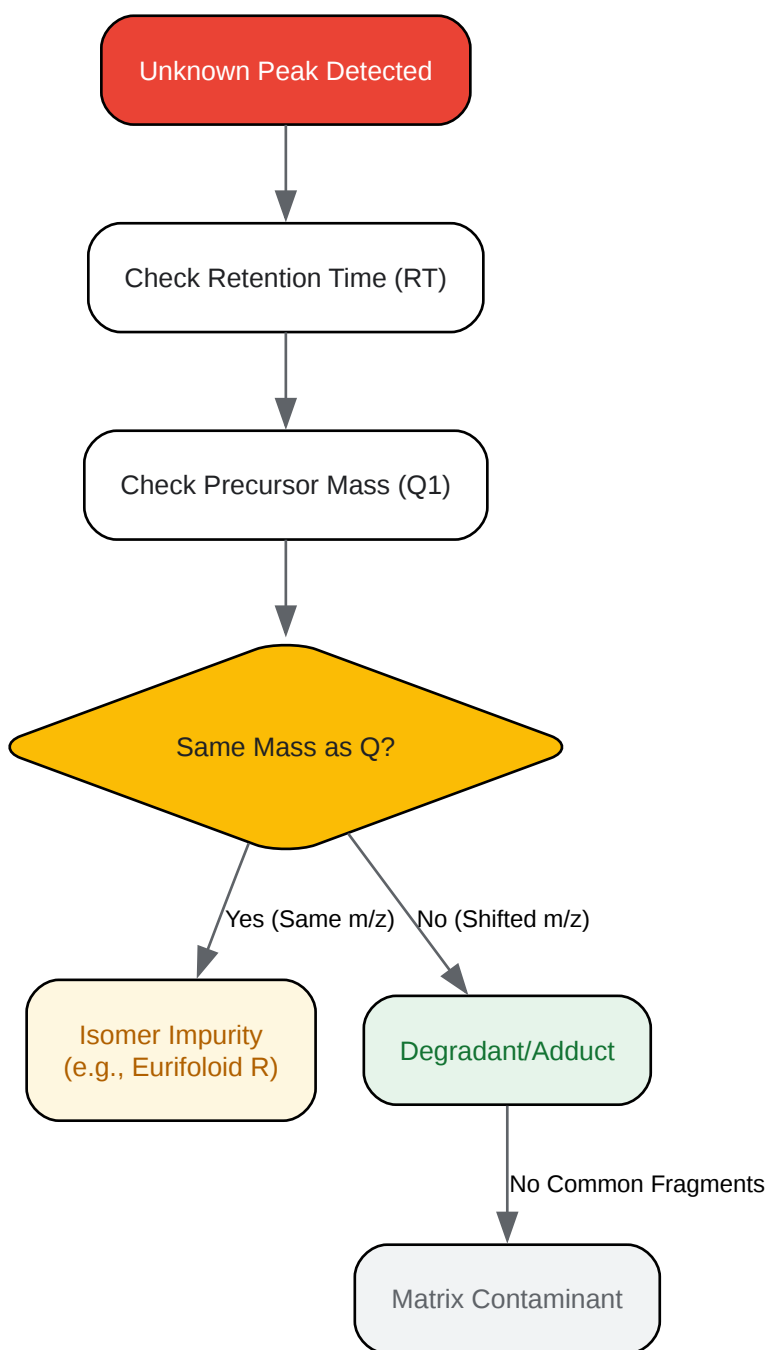 Unknown Peak Detected
Check Retention Time (RT)
Check Precursor Mass (Q1)
Same Mass as Q?
Yes (Same m/z)
No (Shifted m/z)
Isomer Impurity
(e.g., Eurifoloid R)
Degradant/Adduct
No Common Fragments
Matrix Contaminant